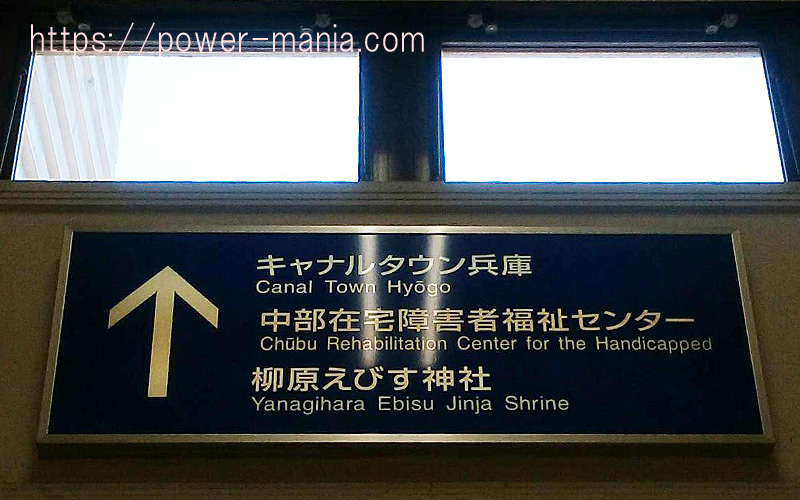 https://power-mania.com
キャナルタウン兵庫
Canal Town Hyōgo
中部在宅障害者福祉センター
Chūbu Rehabilitation Center for the Handicapped
柳原えびす神社
Yanagihara Ebisu Jinja Shrine